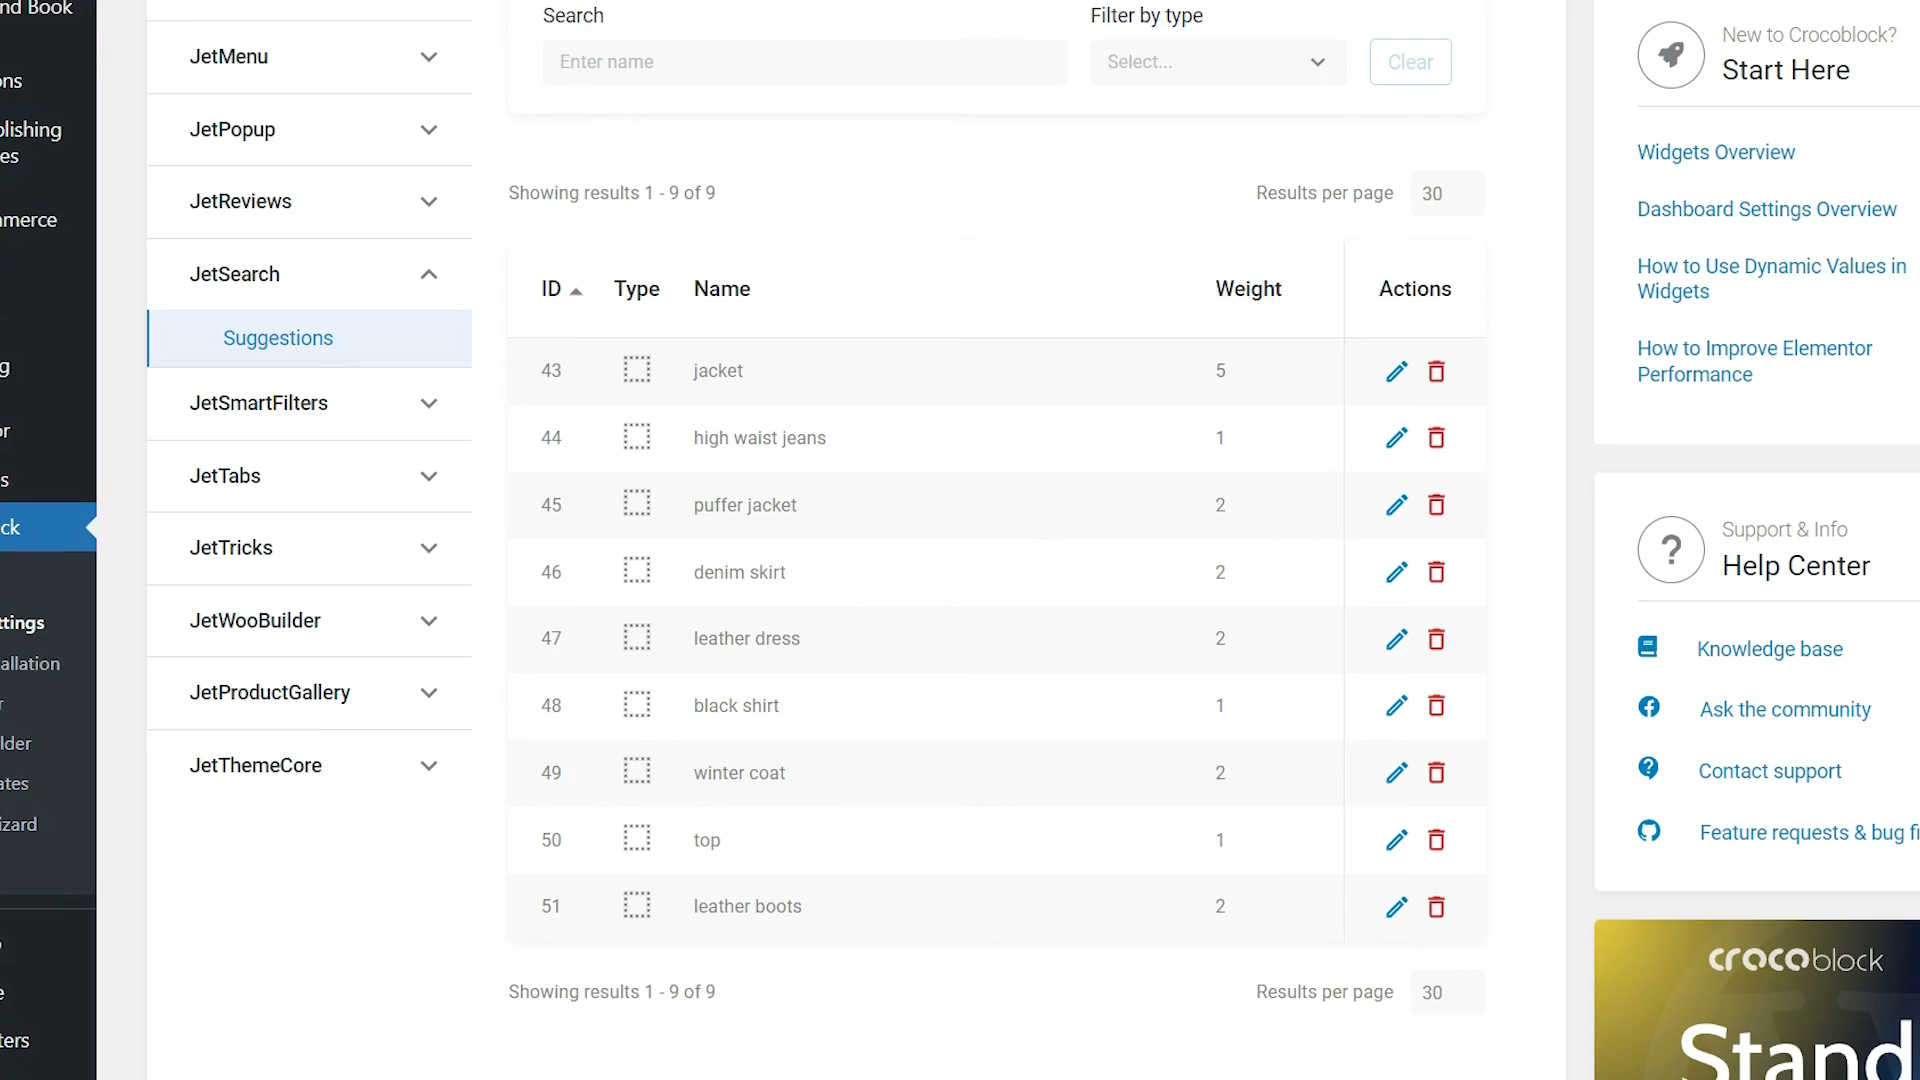 nd Book
ons
olishing
es
merce
g
or
s
ck
ttings
allation
r
lder
ates
izard
e
ters
JetMenu
JetPopup
JetReviews
JetSearch
Suggestions
JetSmartFilters
JetTabs
JetTricks
JetWooBuilder
JetProductGallery
JetThemeCore
Search
Filter by type
Enter name
Select...
Clear
Showing results 1 - 9 of 9
Results per page 30
ID Type Name Weight Actions
43 jacket 5
44 high waist jeans 1
45 puffer jacket 2
46 denim skirt 2
47 leather dress 2
48 black shirt 1
49 winter coat 2
50 top 1
51 leather boots 2
Showing results 1 - 9 of 9
Results per page 30
New to Crocoblock?
Start Here
Widgets Overview
Dashboard Settings Overview
How to Use Dynamic Values in
Widgets
How to Improve Elementor
Performance
Support & Info
Help Center
Knowledge base
Ask the community
Contact support
Feature requests & bug fi
crocoblock
Stand